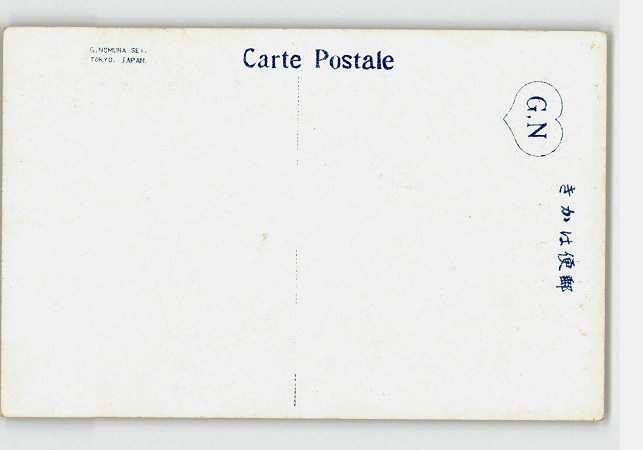 G.NOMURA SEI.
TOKYO, JAPAN.
Carte Postale
G.N
郵便はかき